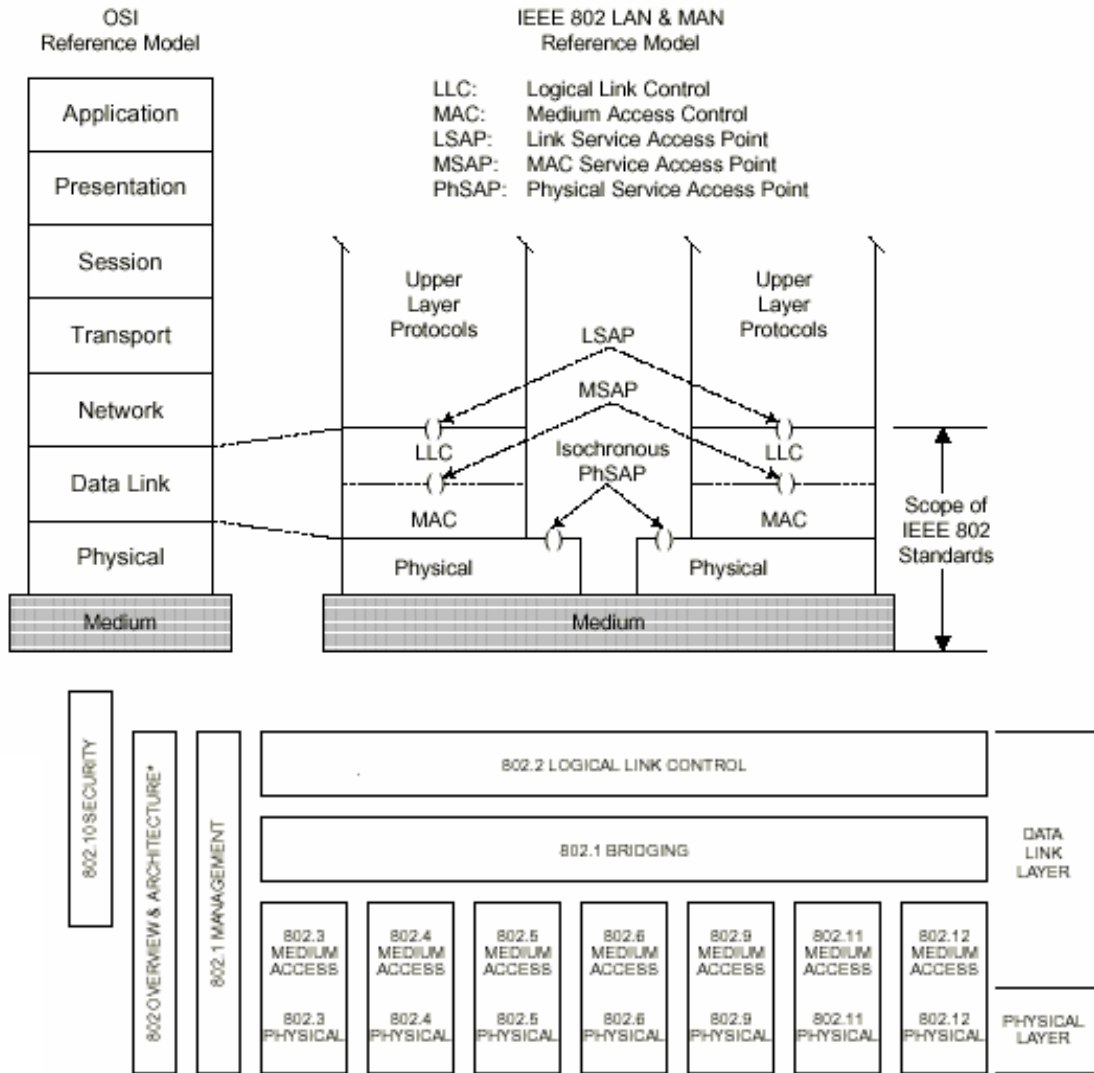 OSI
Reference Model
IEEE 802 LAN & MAN
Reference Model
LLC: Logical Link Control
MAC: Medium Access Control
LSAP: Link Service Access Point
MSAP: MAC Service Access Point
PhSAP: Physical Service Access Point
Application
Presentation
Session
Transport
Network
Data Link
Physical
Medium
Upper
Layer
Protocols
LSAP
MSAP
Isochronous
PhSAP
Upper
Layer
Protocols
( )
( )
LLC
LLC
( )
( )
MAC
MAC
( )
( )
Physical
Physical
Medium
Scope of
IEEE 802
Standards
802.10 SECURITY
802 OVERVIEW & ARCHITECTURE*
802.1 MANAGEMENT
802.2 LOGICAL LINK CONTROL
802.1 BRIDGING
DATA
LINK
LAYER
802.3
MEDIUM
ACCESS
802.3
PHYSICAL
802.4
MEDIUM
ACCESS
802.4
PHYSICAL
802.5
MEDIUM
ACCESS
802.5
PHYSICAL
802.6
MEDIUM
ACCESS
802.6
PHYSICAL
802.9
MEDIUM
ACCESS
802.9
PHYSICAL
802.11
MEDIUM
ACCESS
802.11
PHYSICAL
802.12
MEDIUM
ACCESS
802.12
PHYSICAL
PHYSICAL
LAYER